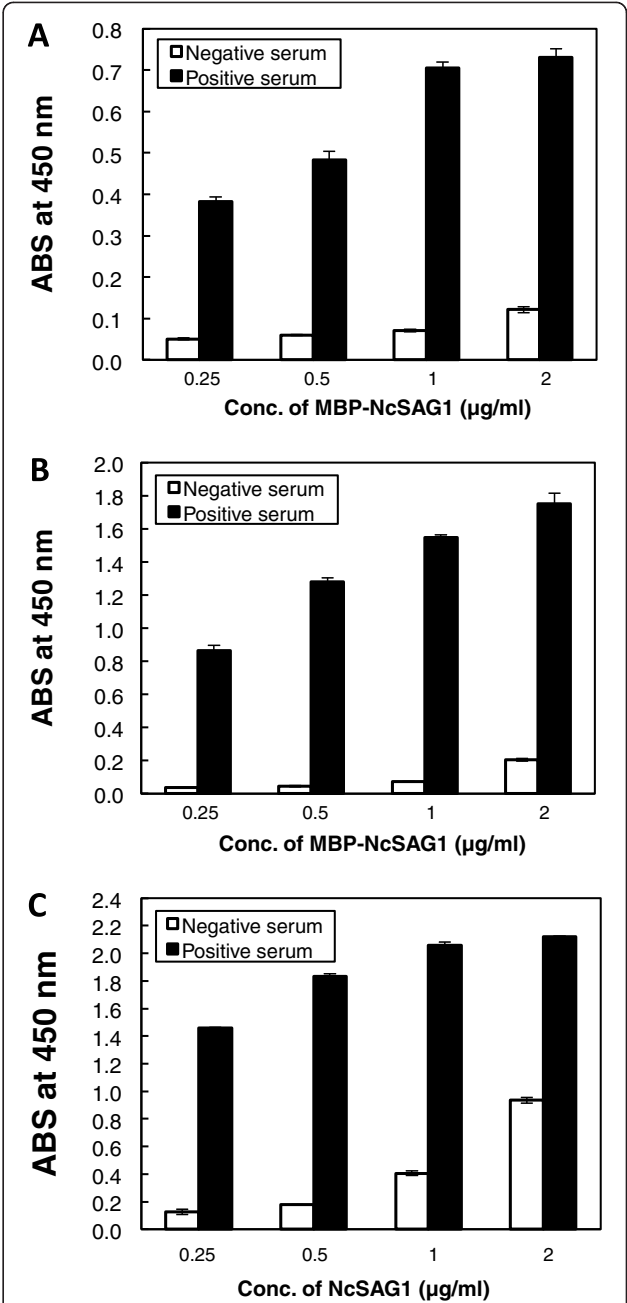 A
ABS at 450 nm
0.8
0.7
0.6
0.5
0.4
0.3
0.2
0.1
0.0
Negative serum
Positive serum
0.25 0.5 1 2
Conc. of MBP-NcSAG1 (µg/ml)
B
ABS at 450 nm
2.0
1.8
1.6
1.4
1.2
1.0
0.8
0.6
0.4
0.2
0.0
Negative serum
Positive serum
0.25 0.5 1 2
Conc. of MBP-NcSAG1 (µg/ml)
C
ABS at 450 nm
2.4
2.2
2.0
1.8
1.6
1.4
1.2
1.0
0.8
0.6
0.4
0.2
0.0
Negative serum
Positive serum
0.25 0.5 1 2
Conc. of NcSAG1 (µg/ml)